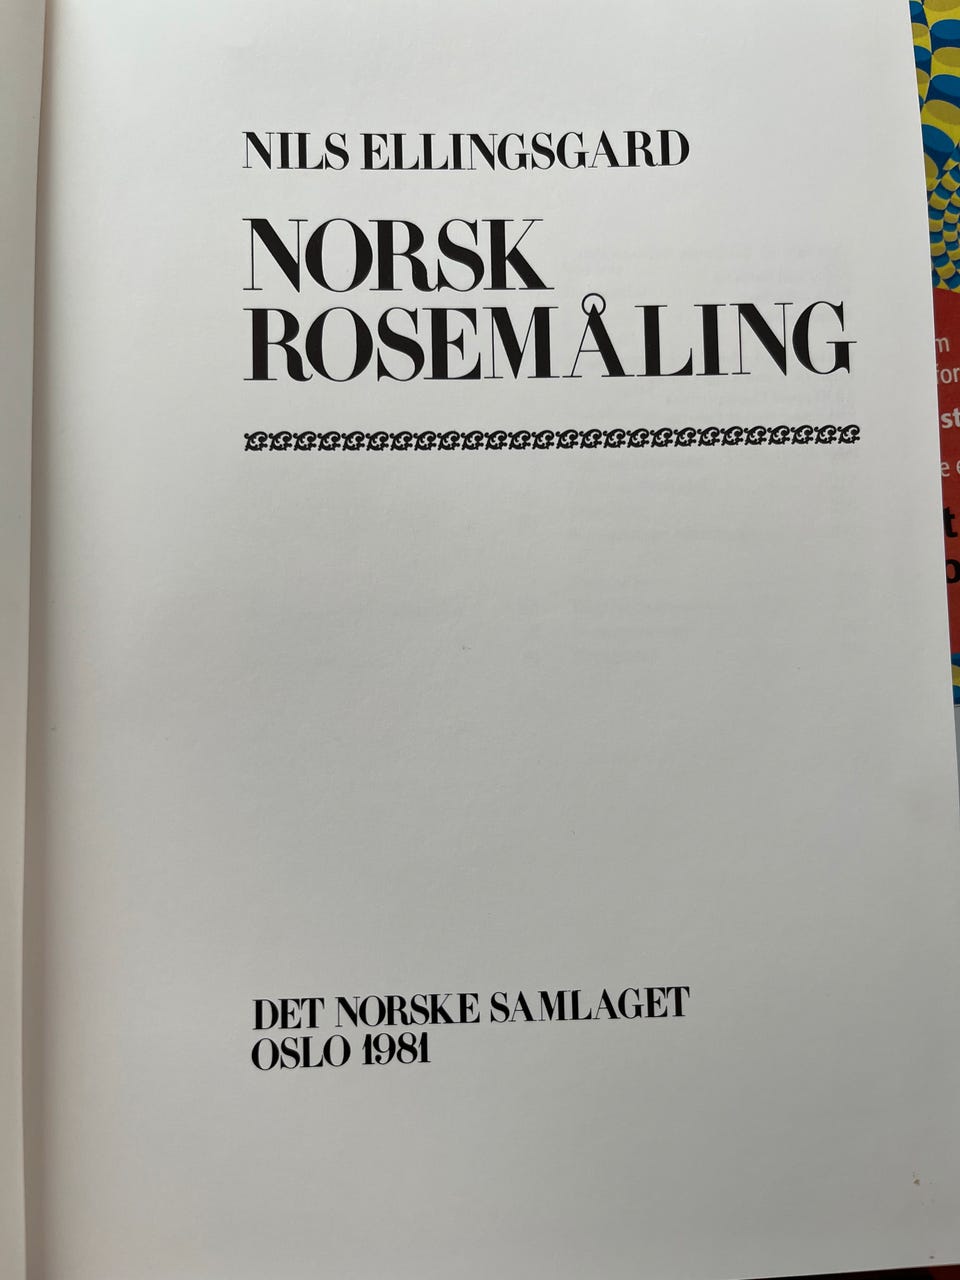 NILS ELLINGSGARD
NORSK
ROSEMÅLING
DET NORSKE SAMLAGET
OSLO 1981